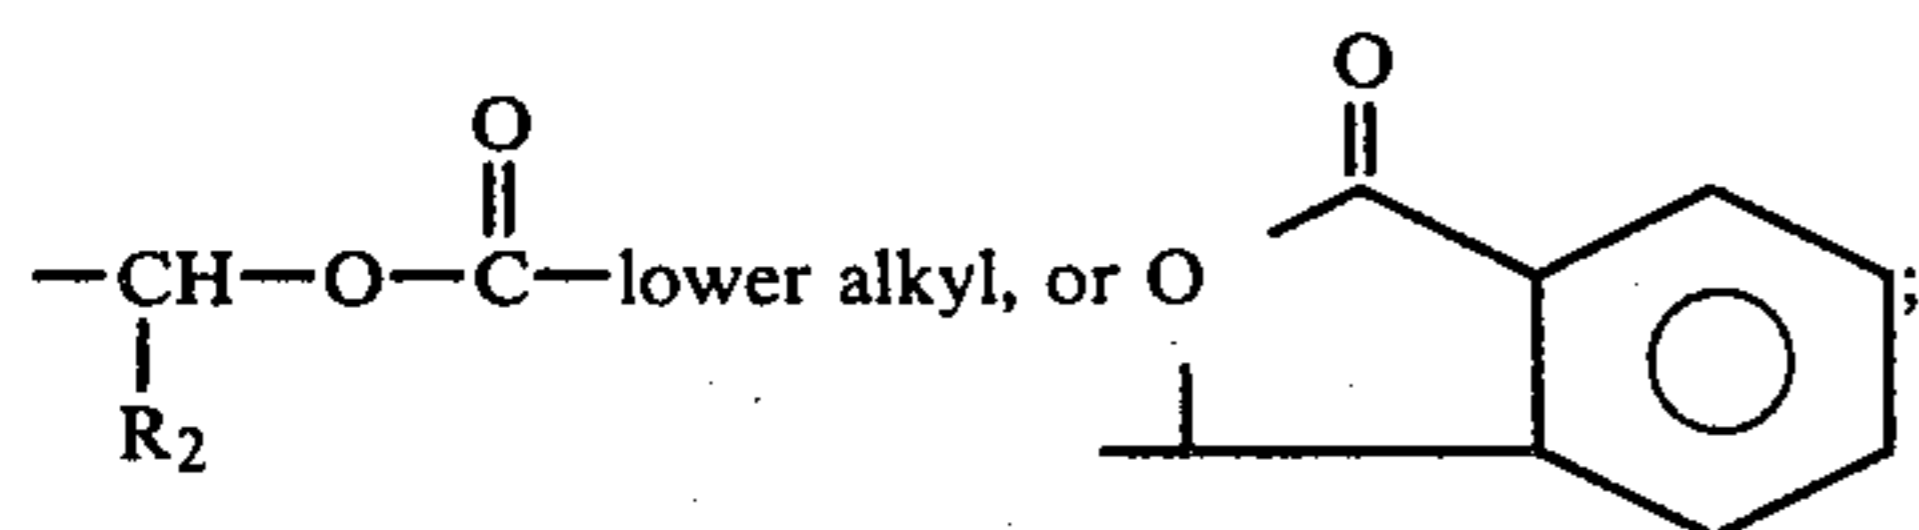 O
O
—CH—O—C—lower alkyl, or O ;
R2